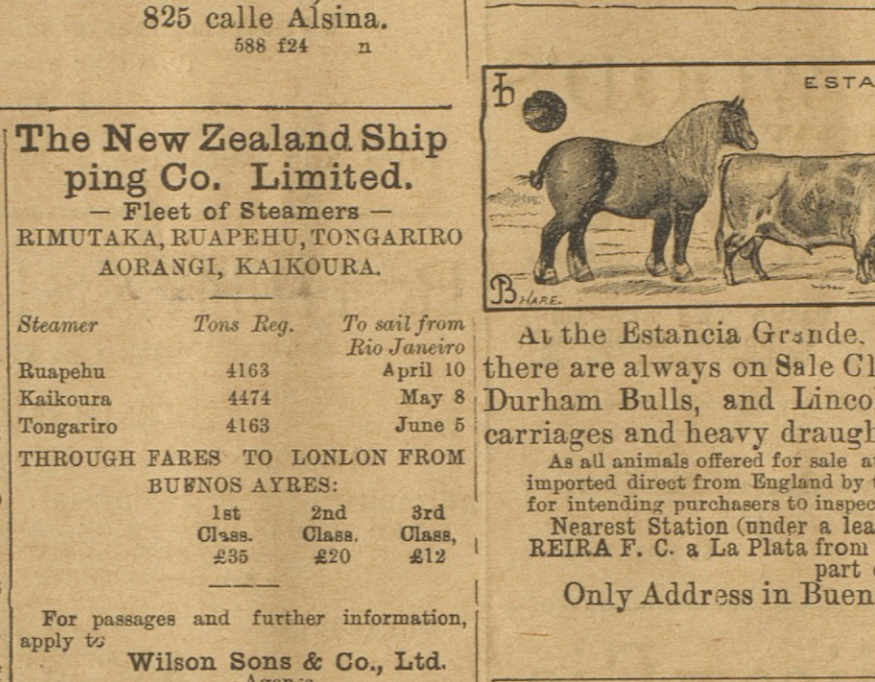 825 calle Alsina.
588 f24 n
The New Zealand Ship
ping Co. Limited.
— Fleet of Steamers —
RIMUTAKA, RUAPEHU, TONGARIRO
AORANGI, KA1KOURA.
Steamer Tons Reg. To sail from
Rio Janeiro
Ruapehu 4163 April 10
Kaikoura 4474 May 8
Tongariro 4163 June 5
THROUGH FARES TO LONLON FROM
BUENOS AYRES:
1st 2nd 3rd
Class. Class. Class,
£35 £20 £12
For passages and further information,
apply to
Wilson Sons & Co., Ltd.
ESTA
B HARE.
At the Estancia Grande.
there are always on Sale Cl
Durham Bulls, and Linco
carriages and heavy draugh
As all animals offered for sale a
imported direct from England by t
for intending purchasers to inspec
Nearest Station (under a lea
REIRA F. C. a La Plata from
part
Only Address in Buen